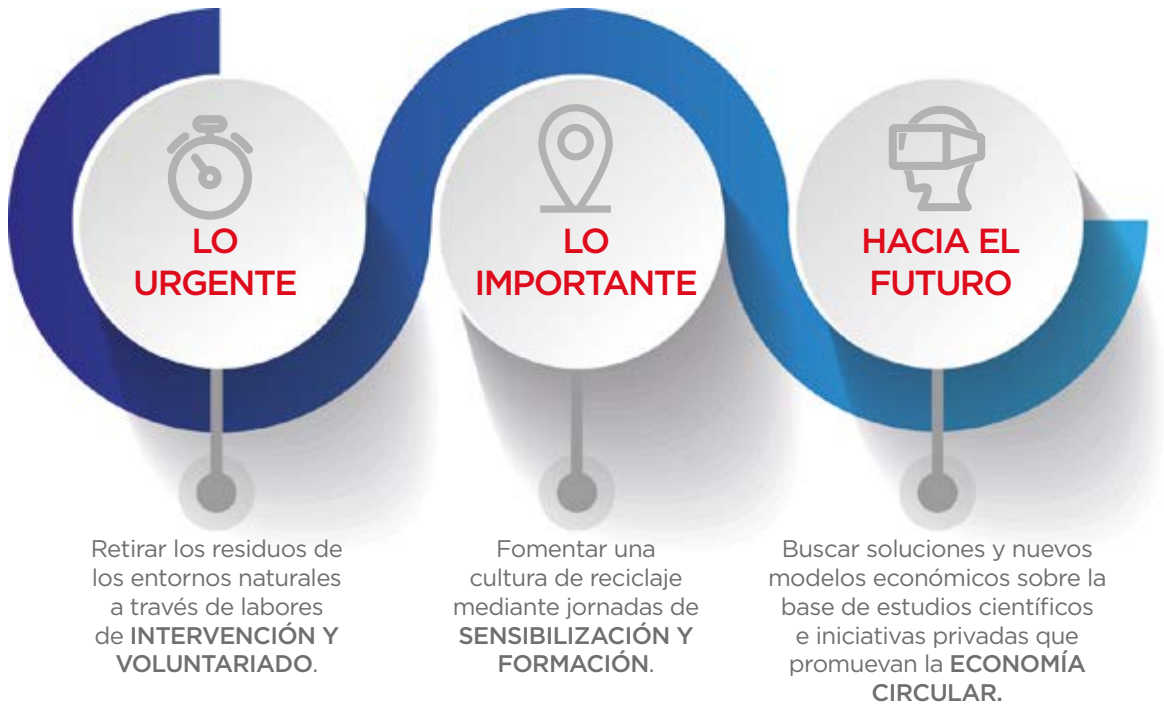 LO
URGENTE
Retirar los residuos de
los entornos naturales
a través de labores
de INTERVENCIÓN Y
VOLUNTARIADO.
LO
IMPORTANTE
Fomentar una
cultura de reciclaje
mediante jornadas de
SENSIBILIZACIÓN Y
FORMACIÓN.
HACIA EL
FUTURO
Buscar soluciones y nuevos
modelos económicos sobre la
base de estudios científicos
e iniciativas privadas que
promuevan la ECONOMÍA
CIRCULAR.